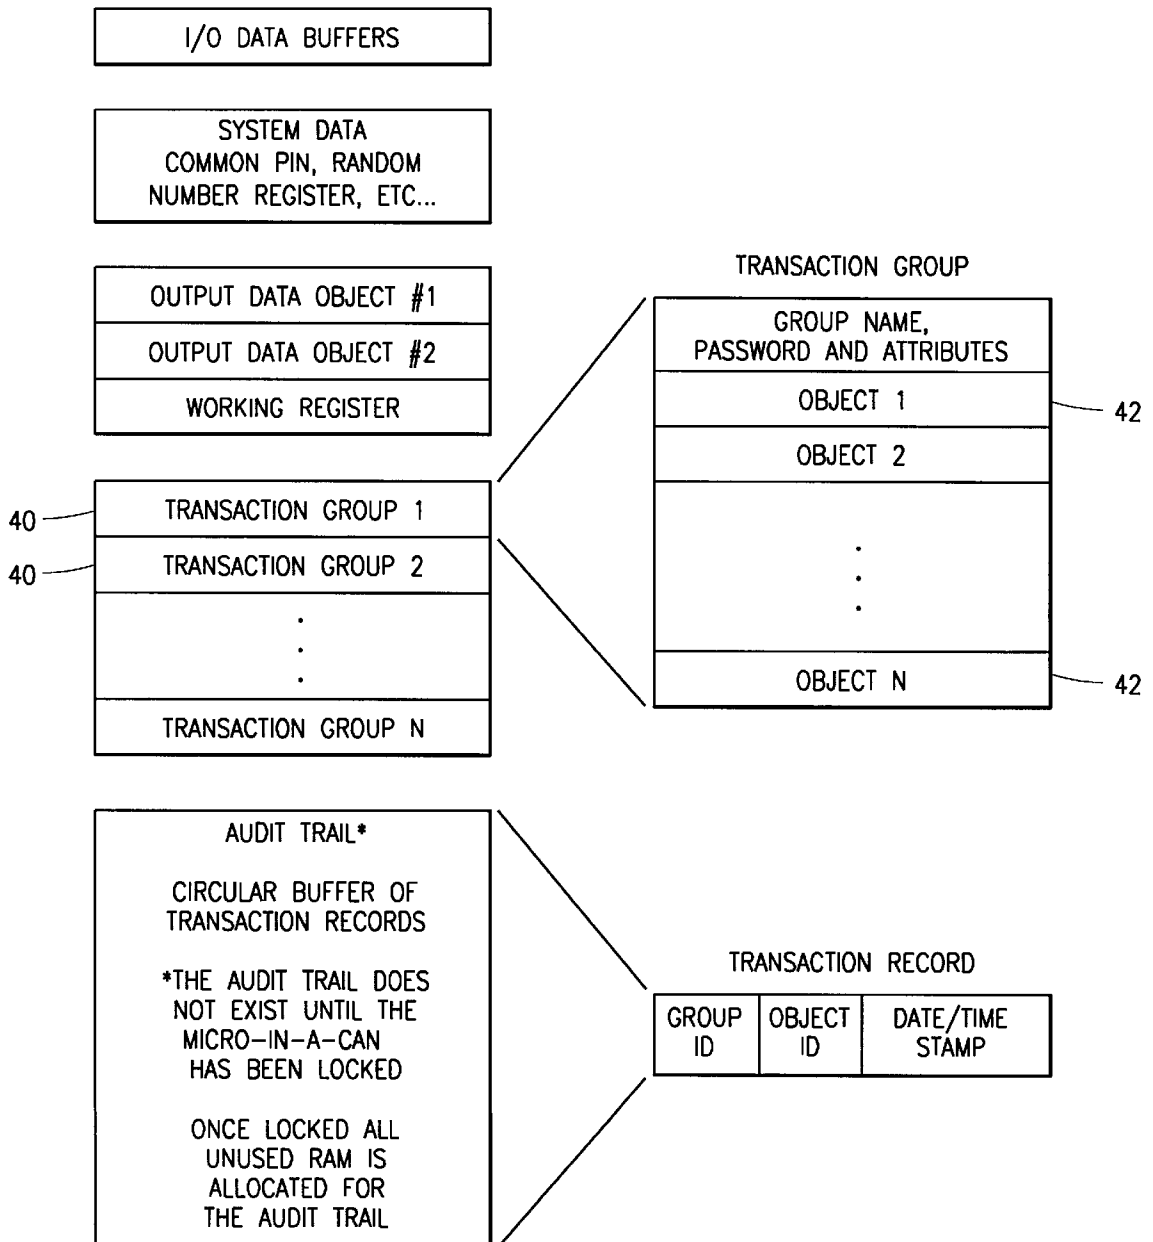 I/O DATA BUFFERS
SYSTEM DATA
COMMON PIN, RANDOM
NUMBER REGISTER, ETC...
OUTPUT DATA OBJECT #1
OUTPUT DATA OBJECT #2
WORKING REGISTER
40
TRANSACTION GROUP 1
40
TRANSACTION GROUP 2
TRANSACTION GROUP N
TRANSACTION GROUP
GROUP NAME,
PASSWORD AND ATTRIBUTES
OBJECT 1
42
OBJECT 2
OBJECT N
42
AUDIT TRAIL*
CIRCULAR BUFFER OF
TRANSACTION RECORDS
*THE AUDIT TRAIL DOES
NOT EXIST UNTIL THE
MICRO-IN-A-CAN
HAS BEEN LOCKED
ONCE LOCKED ALL
UNUSED RAM IS
ALLOCATED FOR
THE AUDIT TRAIL
TRANSACTION RECORD
GROUP
ID
OBJECT
ID
DATE/TIME
STAMP